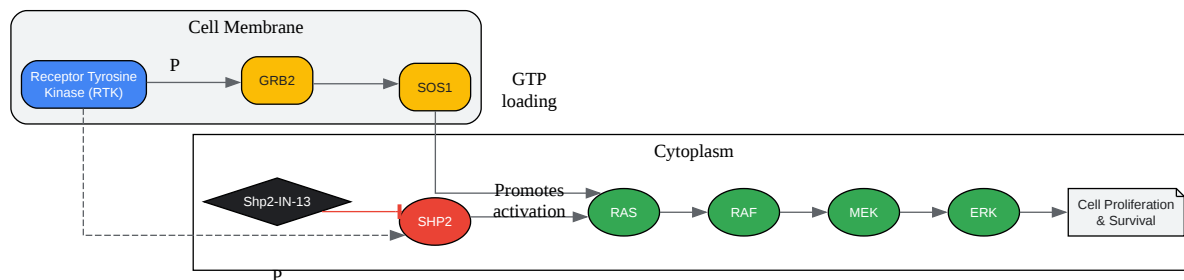 Cell Membrane
Receptor Tyrosine
Kinase (RTK)
P
GRB2
SOS1
GTP
loading
Cytoplasm
Shp2-IN-13
SHP2
Promotes
activation
RAS
RAF
MEK
ERK
Cell Proliferation
& Survival
P